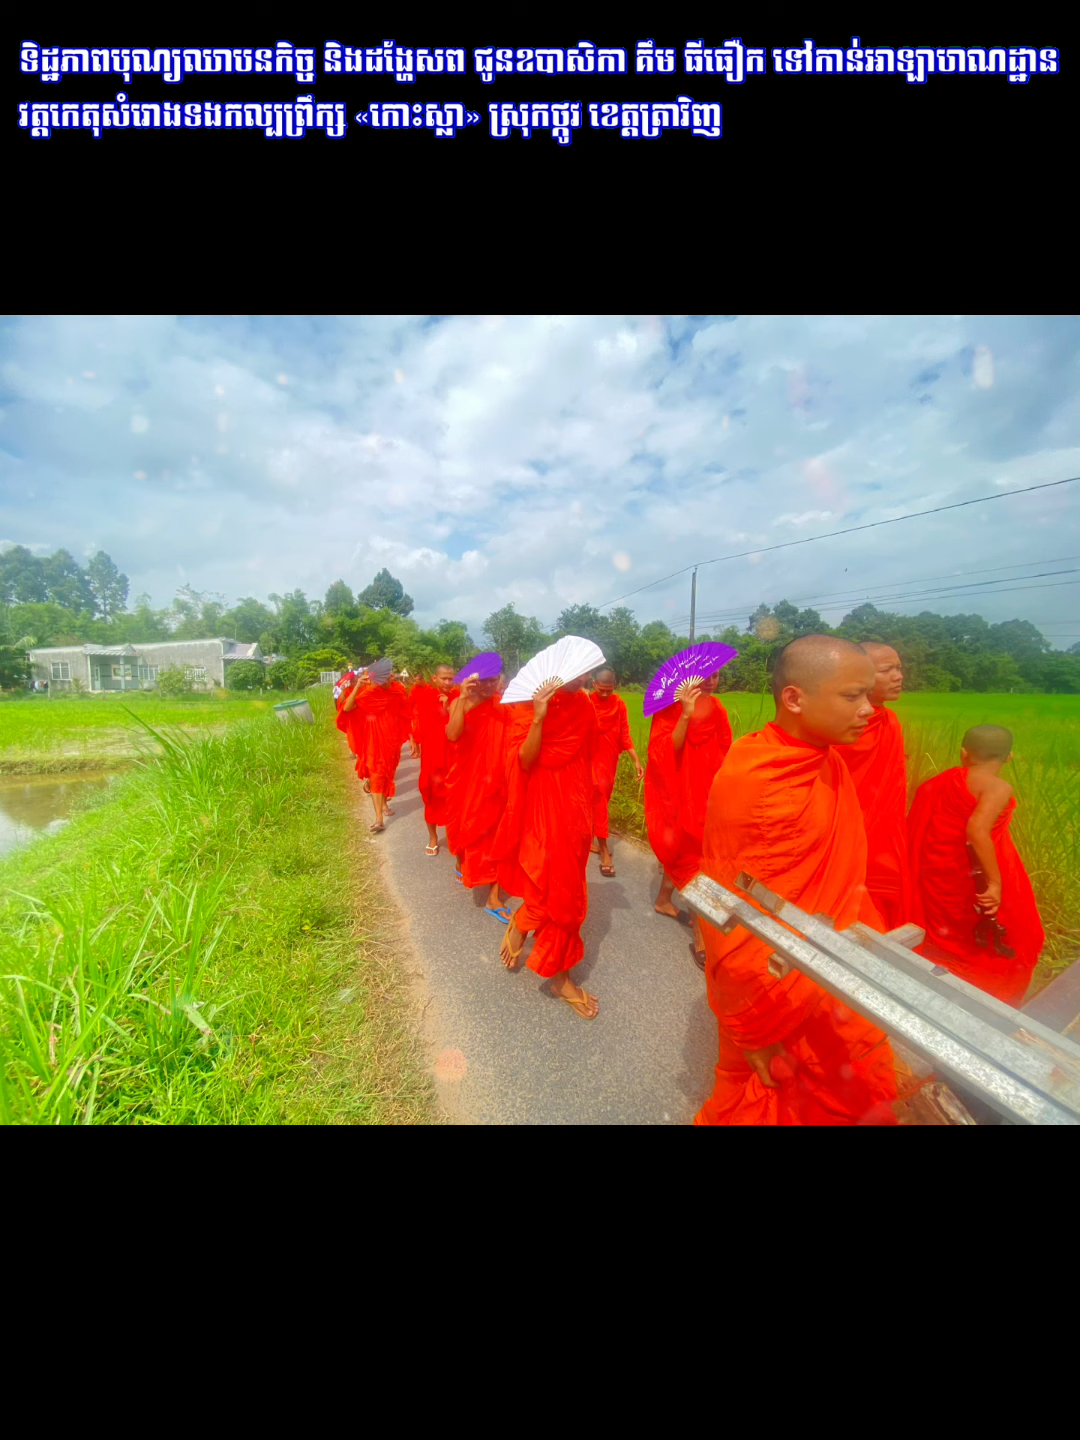 ទិដ្ឋភាពបុណ្យឈាបនកិច្ច និងដង្ហែសព ជូនឧបាសិកា គឹម ធីធឿក ទៅកាន់អាឡាហណដ្ឋាន
វត្តកេតុសំរោងទងកល្បព្រឹក្ស «កោះស្លា» ស្រុកថ្កូវ ខេត្តត្រាវិញ